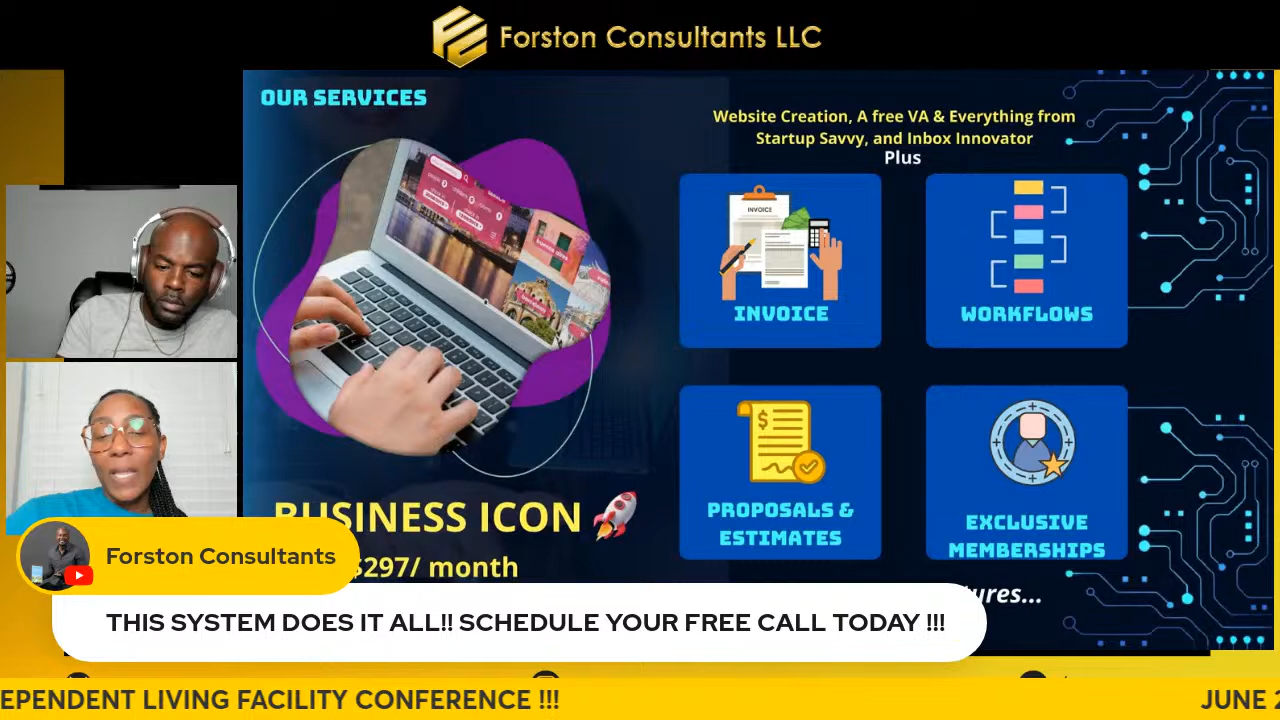 Forston Consultants LLC
OUR SERVICES
Website Creation, A free VA & Everything from
Startup Savvy, and Inbox Innovator
Plus
INVOICE
INVOICE
WORKFLOWS
PROPOSALS &
ESTIMATES
EXCLUSIVE
MEMBERSHIPS
BUSINESS ICON
$297/ month
Forston Consultants
THIS SYSTEM DOES IT ALL!! SCHEDULE YOUR FREE CALL TODAY !!!
LIVING FACILITY CONFERENCE !!!
JUNE